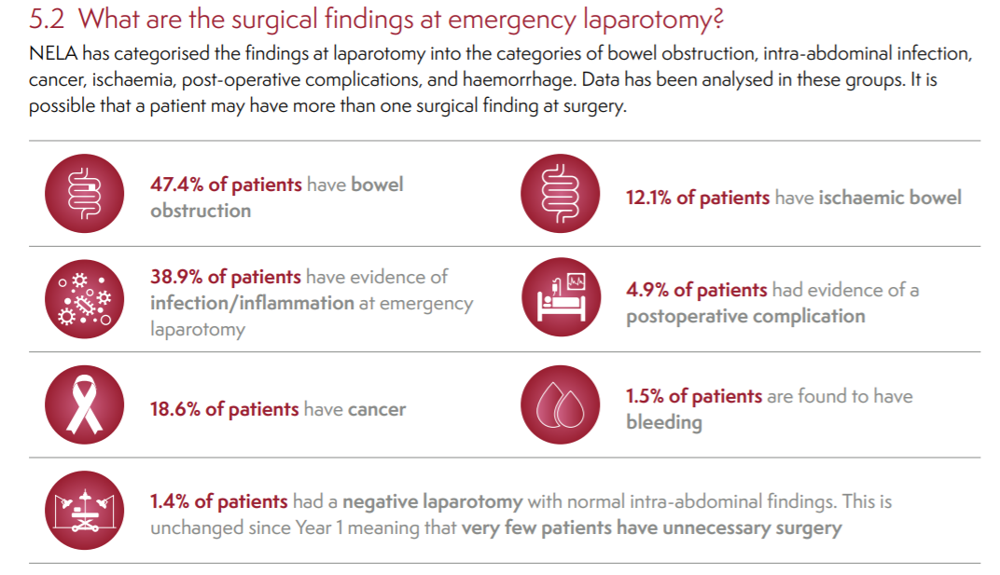 5.2 What are the surgical findings at emergency laparotomy?
NELA has categorised the findings at laparotomy into the categories of bowel obstruction, intra-abdominal infection,
cancer, ischaemia, post-operative complications, and haemorrhage. Data has been analysed in these groups. It is
possible that a patient may have more than one surgical finding at surgery.
47.4% of patients have bowel
obstruction
12.1% of patients have ischaemic bowel
38.9% of patients have evidence of
infection/inflammation at emergency
laparotomy
4.9% of patients had evidence of a
postoperative complication
18.6% of patients have cancer
1.5% of patients are found to have
bleeding
1.4% of patients had a negative laparotomy with normal intra-abdominal findings. This is
unchanged since Year 1 meaning that very few patients have unnecessary surgery